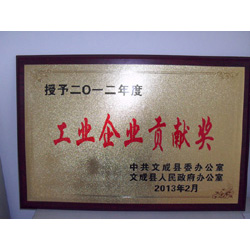 授予二〇一二年度
工业企业贡献奖
中共文成县委办公室
文成县人民政府办公室
2013年2月